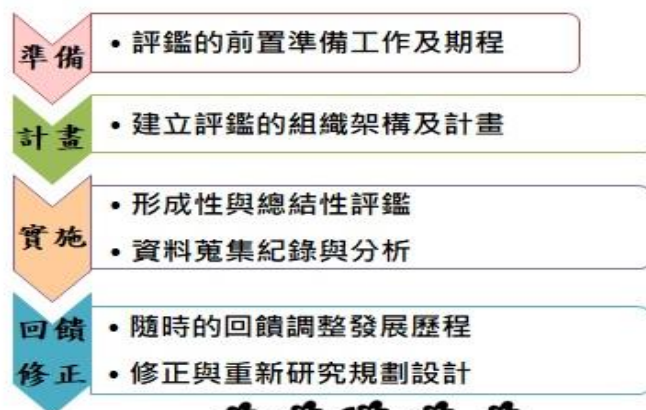 準備
• 評鑑的前置準備工作及期程
計畫
• 建立評鑑的組織架構及計畫
實施
• 形成性與總結性評鑑
• 資料蒐集紀錄與分析
回饋
修正
• 隨時的回饋調整發展歷程
• 修正與重新研究規劃設計